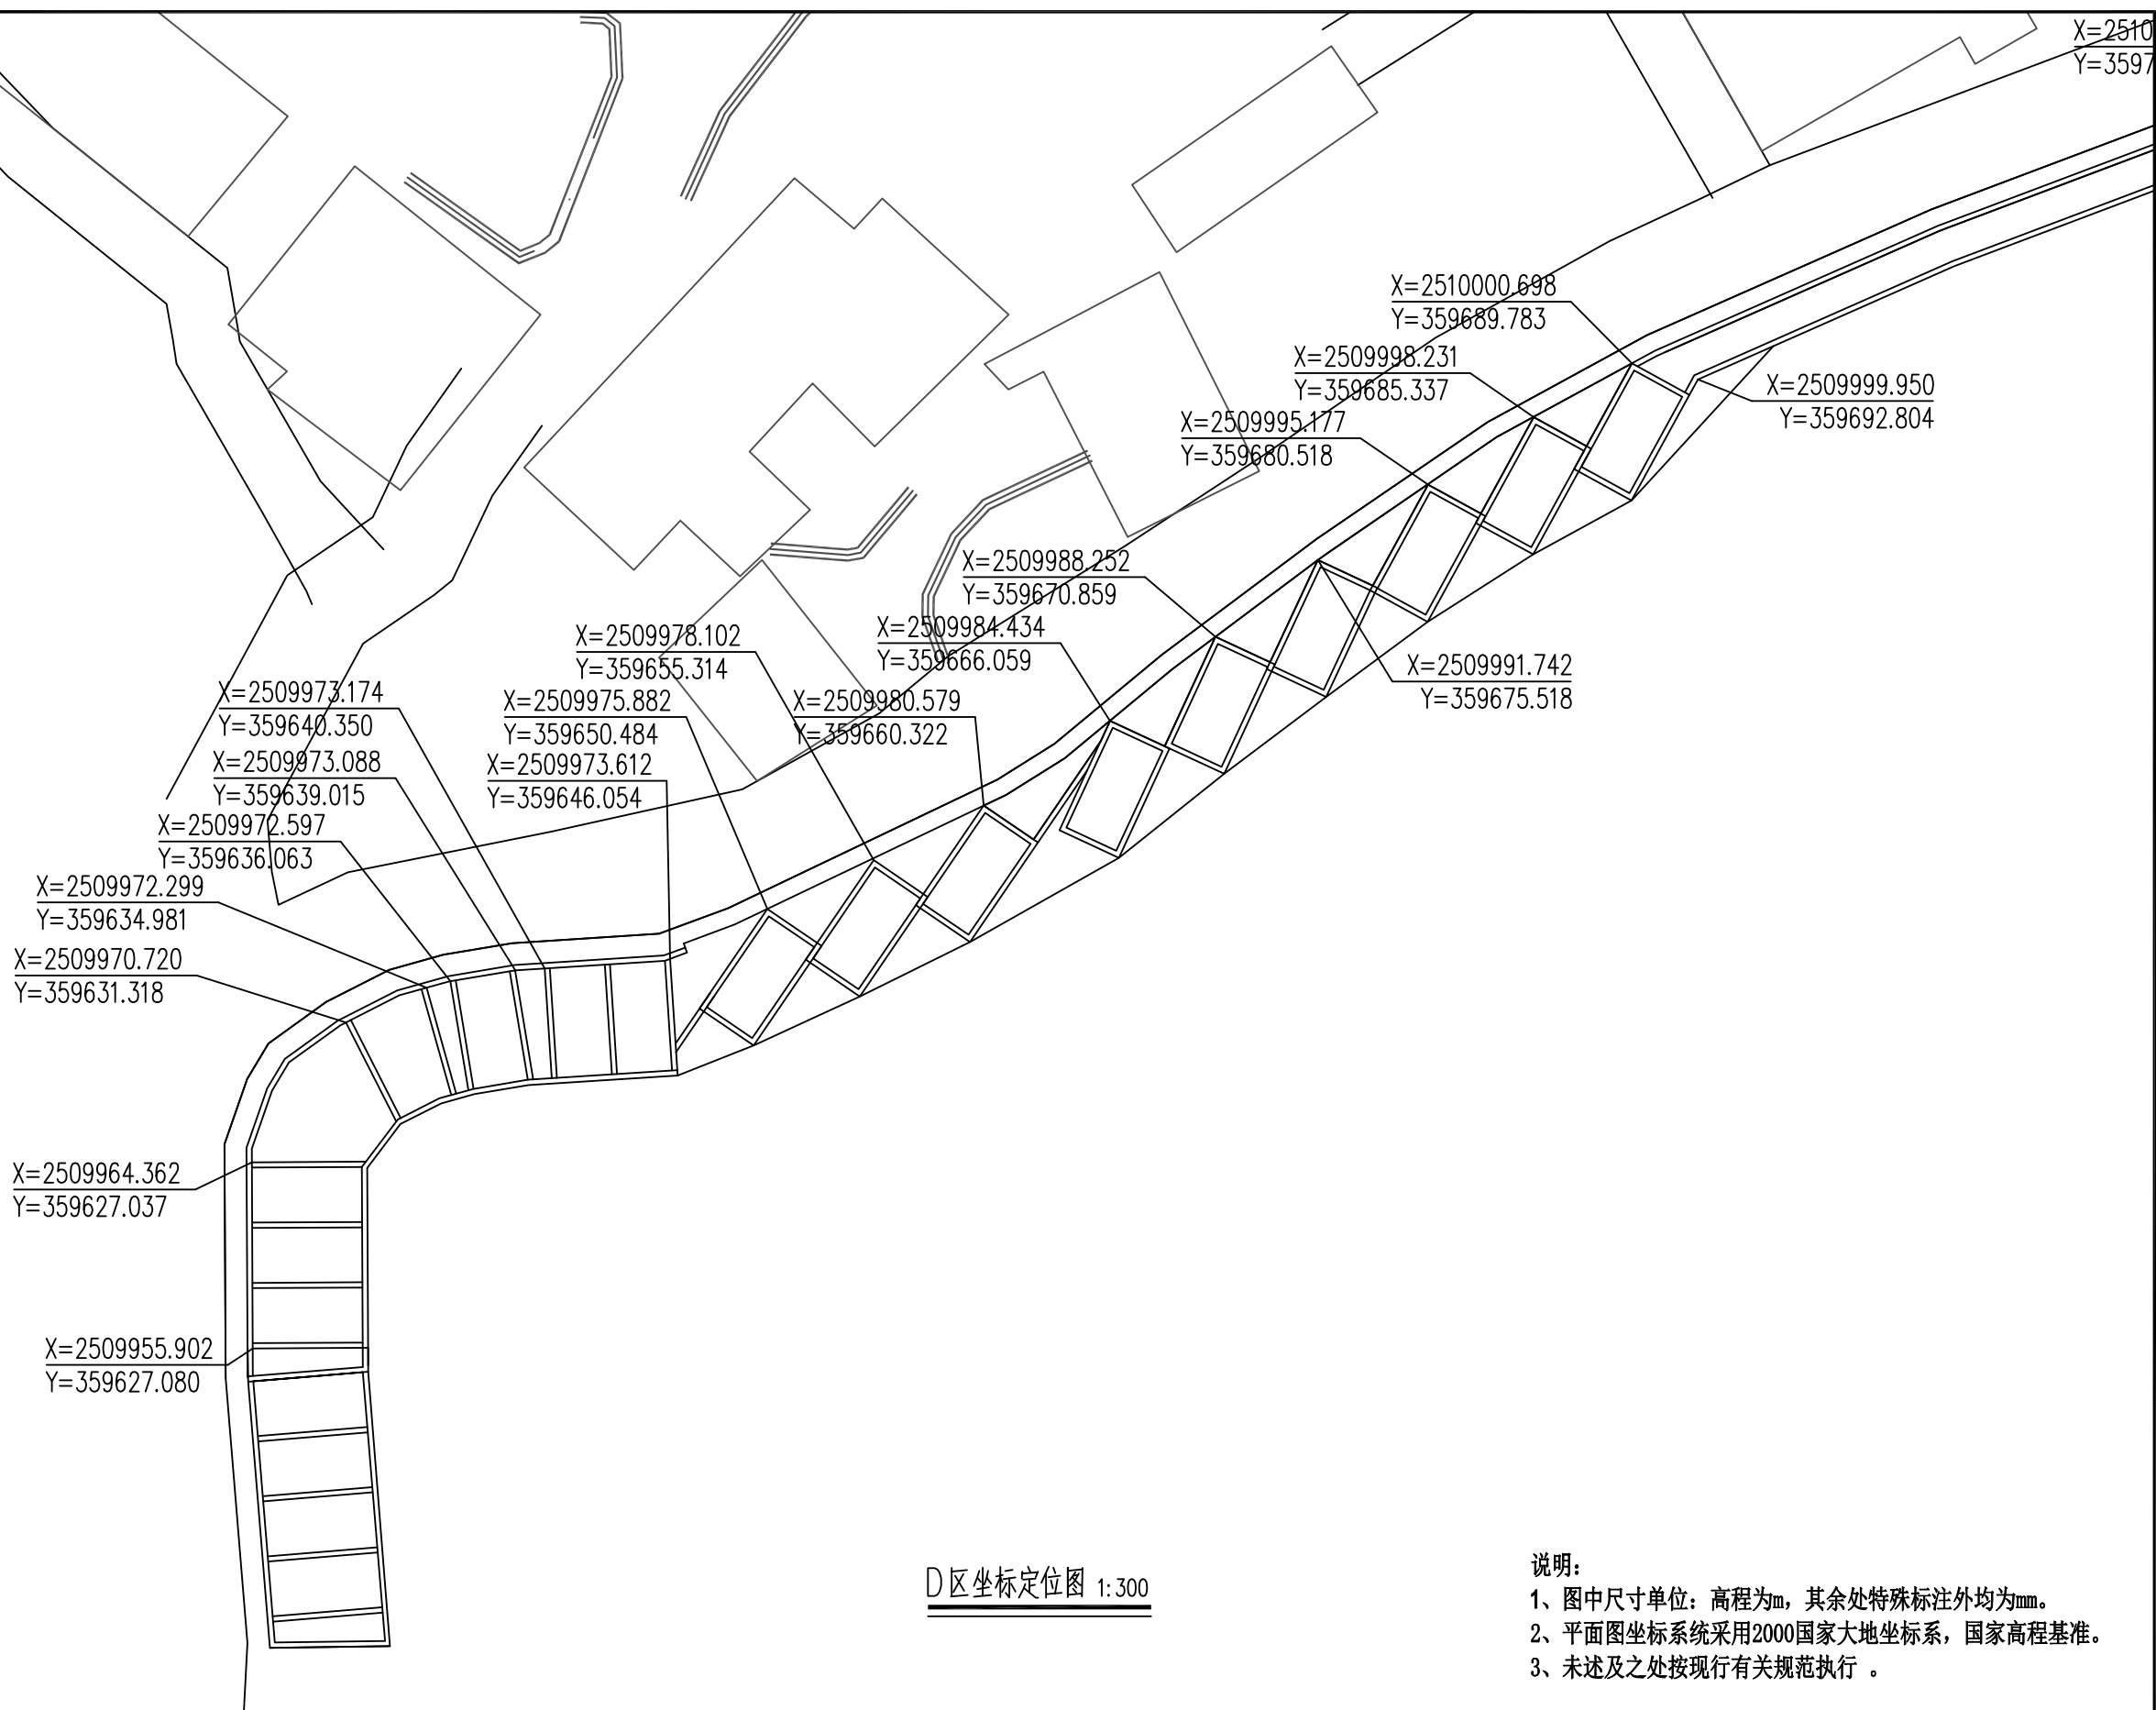 X=2510
Y=3597
X=2510000.698
Y=359689.783
X=2509998.231
Y=359685.337
X=2509999.950
Y=359692.804
X=2509995.177
Y=359680.518
X=2509988.252
Y=359670.859
X=2509984.434
Y=359666.059
X=2509978.102
Y=359655.314
X=2509991.742
Y=359675.518
X=2509973.174
Y=359640.350
X=2509975.882
Y=359650.484
X=2509980.579
Y=359660.322
X=2509973.088
Y=359639.015
X=2509973.612
Y=359646.054
X=2509972.597
Y=359636.063
X=2509972.299
Y=359634.981
X=2509970.720
Y=359631.318
X=2509964.362
Y=359627.037
X=2509955.902
Y=359627.080
D区坐标定位图 1:300
说明：
1、图中尺寸单位：高程为m，其余处特殊标注外均为mm。
2、平面图坐标系统采用2000国家大地坐标系，国家高程基准。
3、未述及之处按现行有关规范执行 。